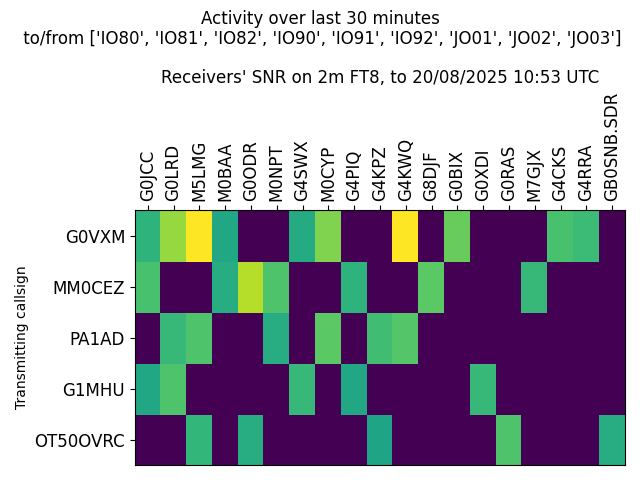 Activity over last 30 minutes
to/from ['IO80', 'IO81', 'IO82', 'IO90', 'IO91', 'IO92', 'JO01', 'JO02', 'JO03']
Receivers' SNR on 2m FT8, to 20/08/2025 10:53 UTC
G0JCC
G0LRD
M5LMG
M0BAA
G0ODR
M0NPT
G4SWX
M0CYP
G4PIQ
G4KPZ
G4KWQ
G8DJF
G0BIX
G0XDI
G0RAS
M7GJX
G4CKS
G4RRA
GB0SNB.SDR
Transmitting callsign
G0VXM
MM0CEZ
PA1AD
G1MHU
OT50OVRC